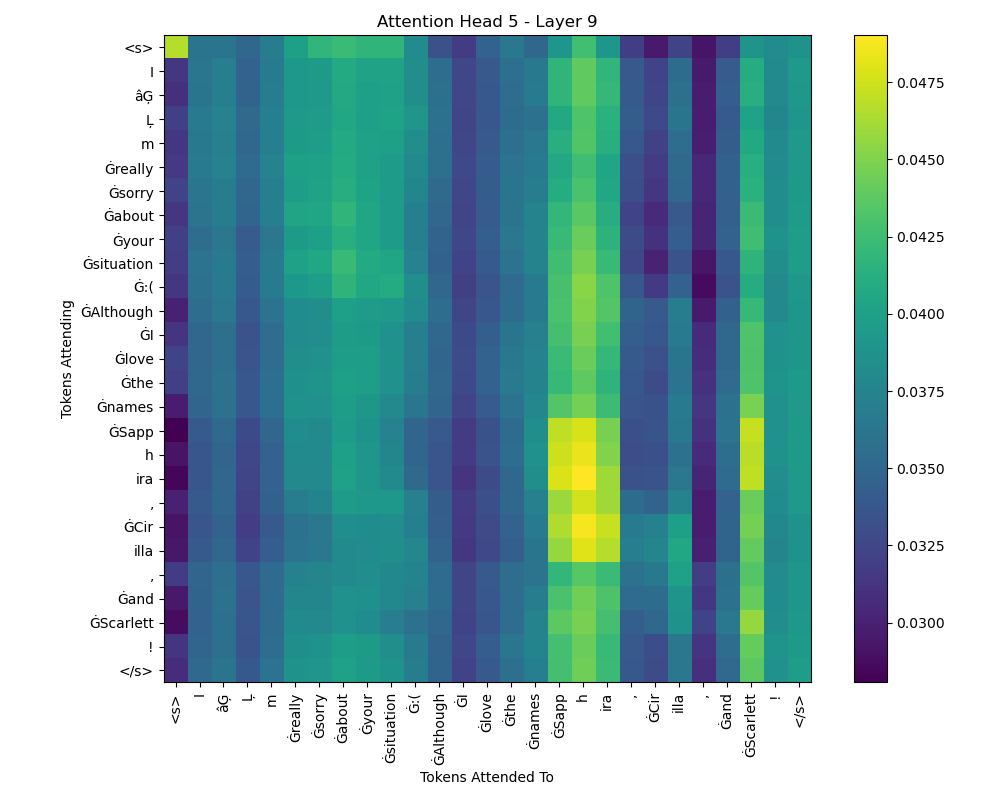 Attention Head 5 - Layer 9
Tokens Attending
<s>
I
âĢ
Ļ
m
Ġreally
Ġsorry
Ġabout
Ġyour
Ġsituation
Ġ:(
ĠAlthough
ĠI
Ġlove
Ġthe
Ġnames
ĠSapp
h
ira
,
ĠCir
illa
,
Ġand
ĠScarlett
!
</s>
<s>
I
âĢ
Ļ
m
Ġreally
Ġsorry
Ġabout
Ġyour
Ġsituation
Ġ:(
ĠAlthough
ĠI
Ġlove
Ġthe
Ġnames
ĠSapp
h
ira
,
ĠCir
illa
,
Ġand
ĠScarlett
!
</s>
Tokens Attended To
0.0475
0.0450
0.0425
0.0400
0.0375
0.0350
0.0325
0.0300